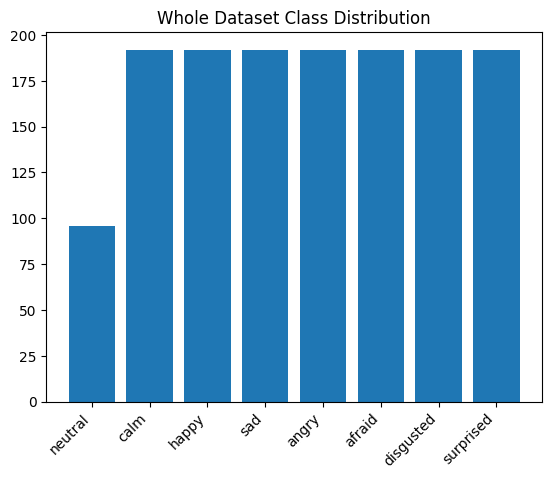 Whole Dataset Class Distribution
200
175
150
125
100
75
50
25
0
neutral
calm
happy
sad
angry
afraid
disgusted
surprised